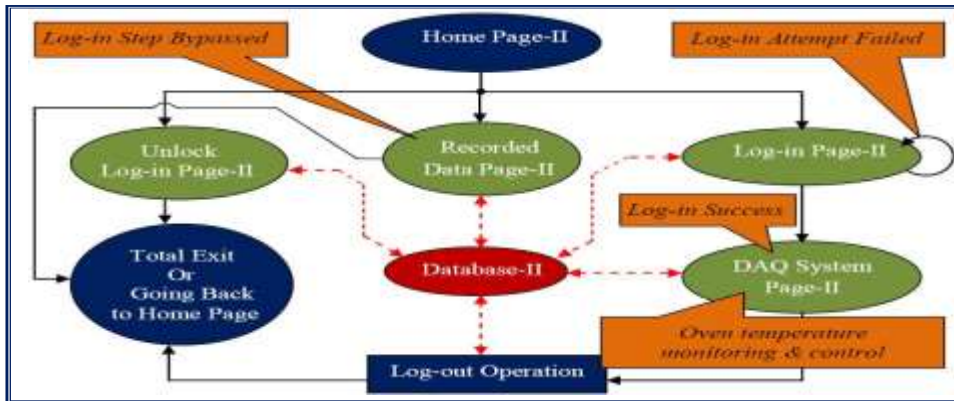 Log-in Step Bypassed
Home Page-II
Log-in Attempt Failed
Unlock
Log-in Page-II
Recorded
Data Page-II
Log-in Page-II
Log-in Success
Total Exit
Or
Going Back
to Home Page
Database-II
DAQ System
Page-II
Oven temperature
monitoring & control
Log-out Operation